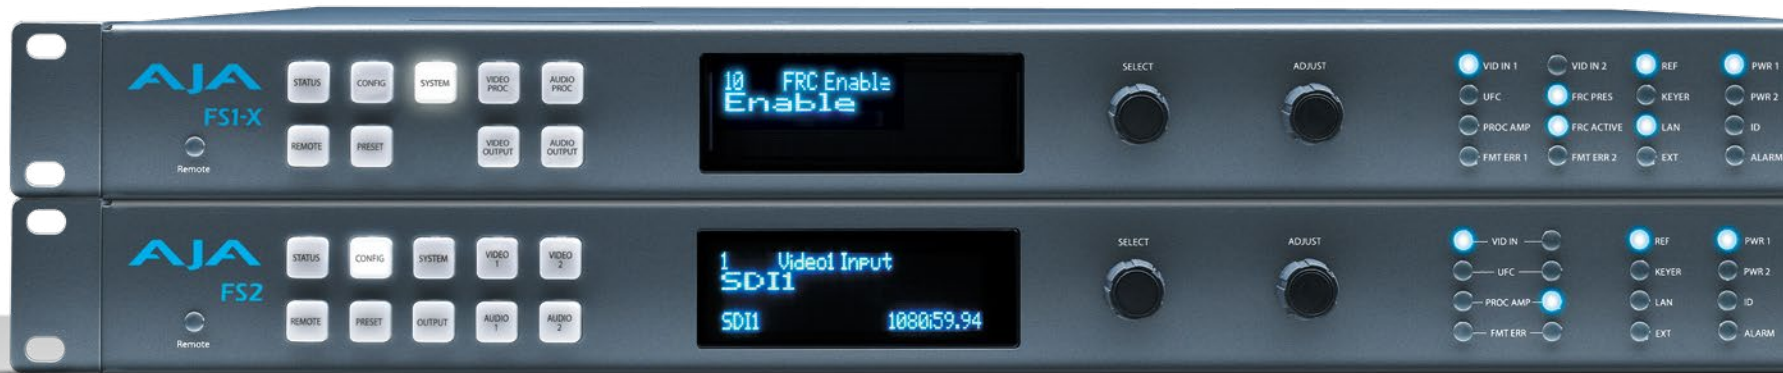 AJA
FS1-X
Remote
STATUS CONFIG SYSTEM VIDEO PROC AUDIO PROC
REMOTE PRESET VIDEO OUTPUT AUDIO OUTPUT
10 FRC Enable
Enable
SELECT
ADJUST
VID IN 1 VID IN 2 REF PWR 1
UFC FRC PRES KEYER PWR 2
PROC AMP FRC ACTIVE LAN ID
FMT ERR 1 FMT ERR 2 EXT ALARM
AJA
FS2
Remote
STATUS CONFIG SYSTEM VIDEO 1 VIDEO 2
REMOTE PRESET OUTPUT AUDIO 1 AUDIO 2
1 Video1 Input
SDI1
SDI1 1080i59.94
SELECT
ADJUST
VID IN REF PWR 1
UFC KEYER PWR 2
PROC AMP LAN ID
FMT ERR EXT ALARM